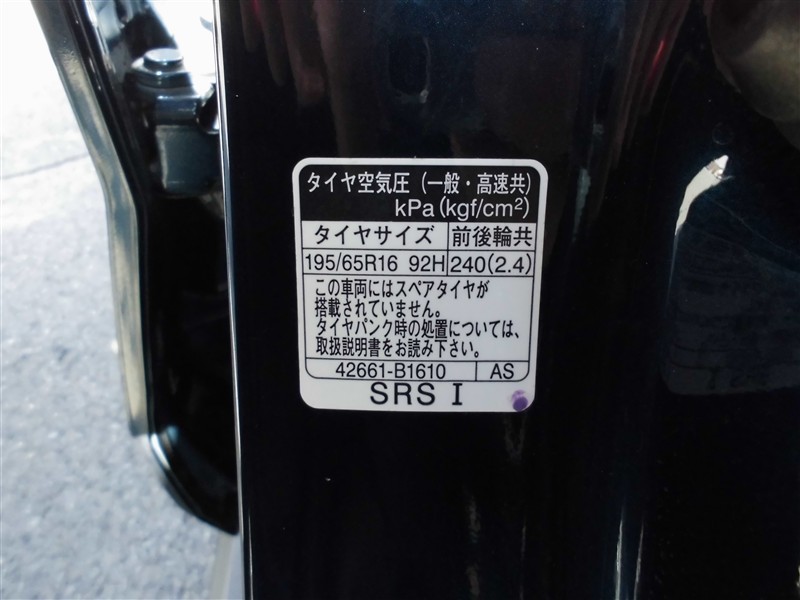 タイヤ空気圧（一般・高速共）
kPa(kgf/cm²)
タイヤサイズ 前後輪共
195/65R16 92H 240(2.4)
この車両にはスペアタイヤが
搭載されていません。
タイヤパンク時の処置については、
取扱説明書をお読み下さい。
42661-B1610 AS
SRS I